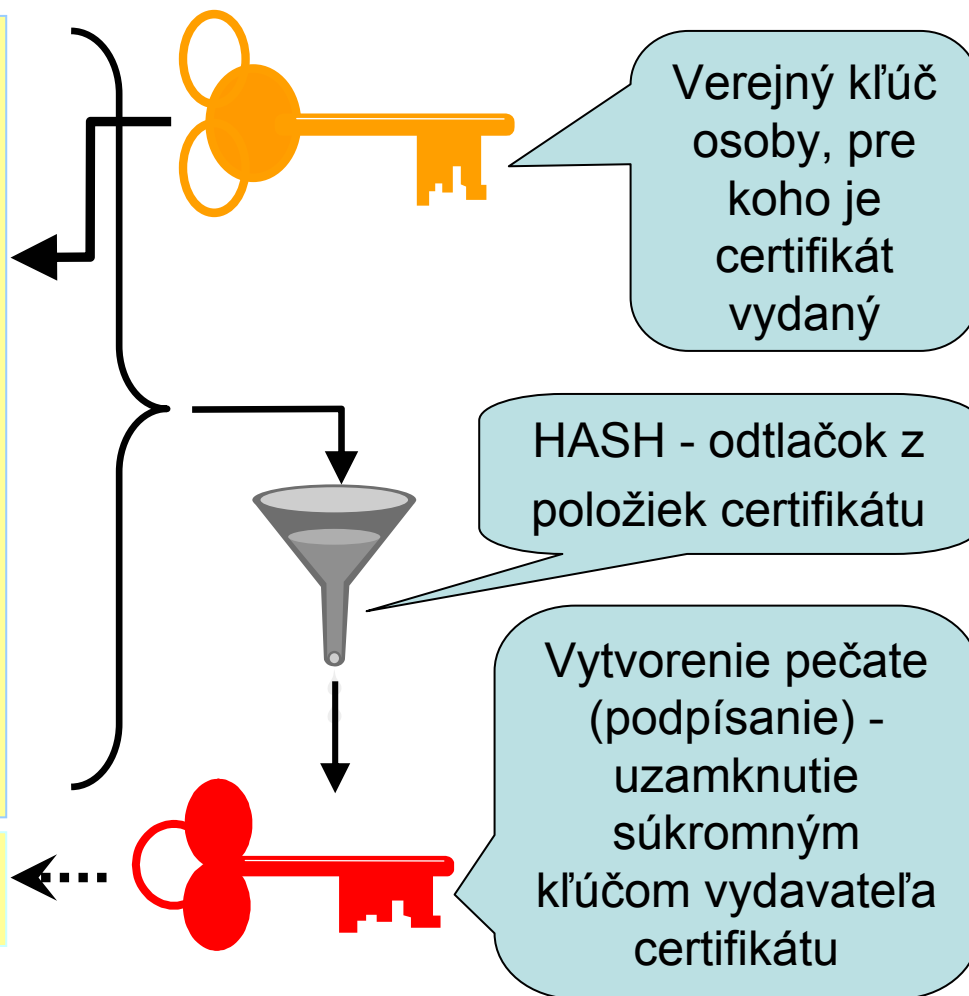 Verejný kľúč
osoby, pre
koho je
certifikát
vydaný
HASH - odtlačok z
položiek certifikátu
Vytvorenie pečate
(podpísanie) -
uzamknutie
súkromným
kľúčom vydavateľa
certifikátu